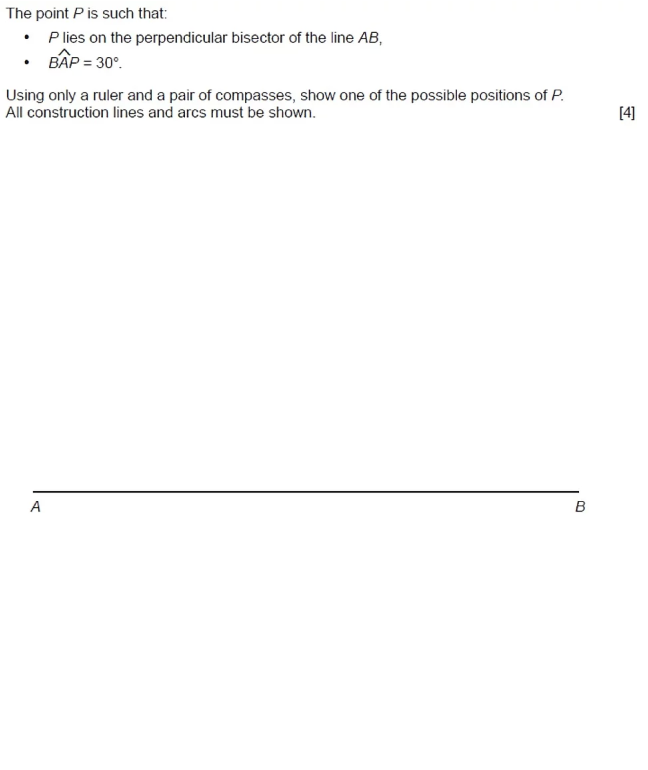 The point P is such that:
• P lies on the perpendicular bisector of the line AB,
• BÂP = 30°.
Using only a ruler and a pair of compasses, show one of the possible positions of P.
All construction lines and arcs must be shown. [4]
A B